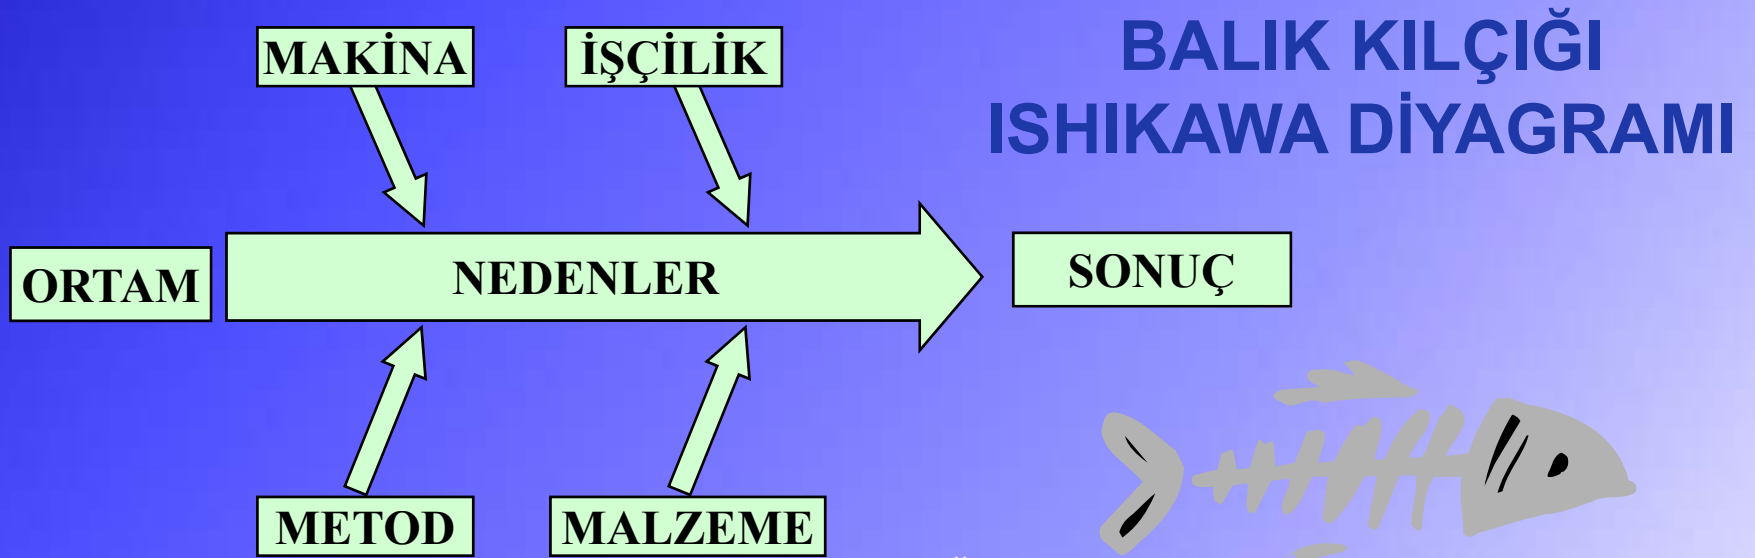 BALIK KILÇIĞI
ISHIKAWA DİYAGRAMI
MAKİNA
İŞÇİLİK
ORTAM
NEDENLER
SONUÇ
METOD
MALZEME